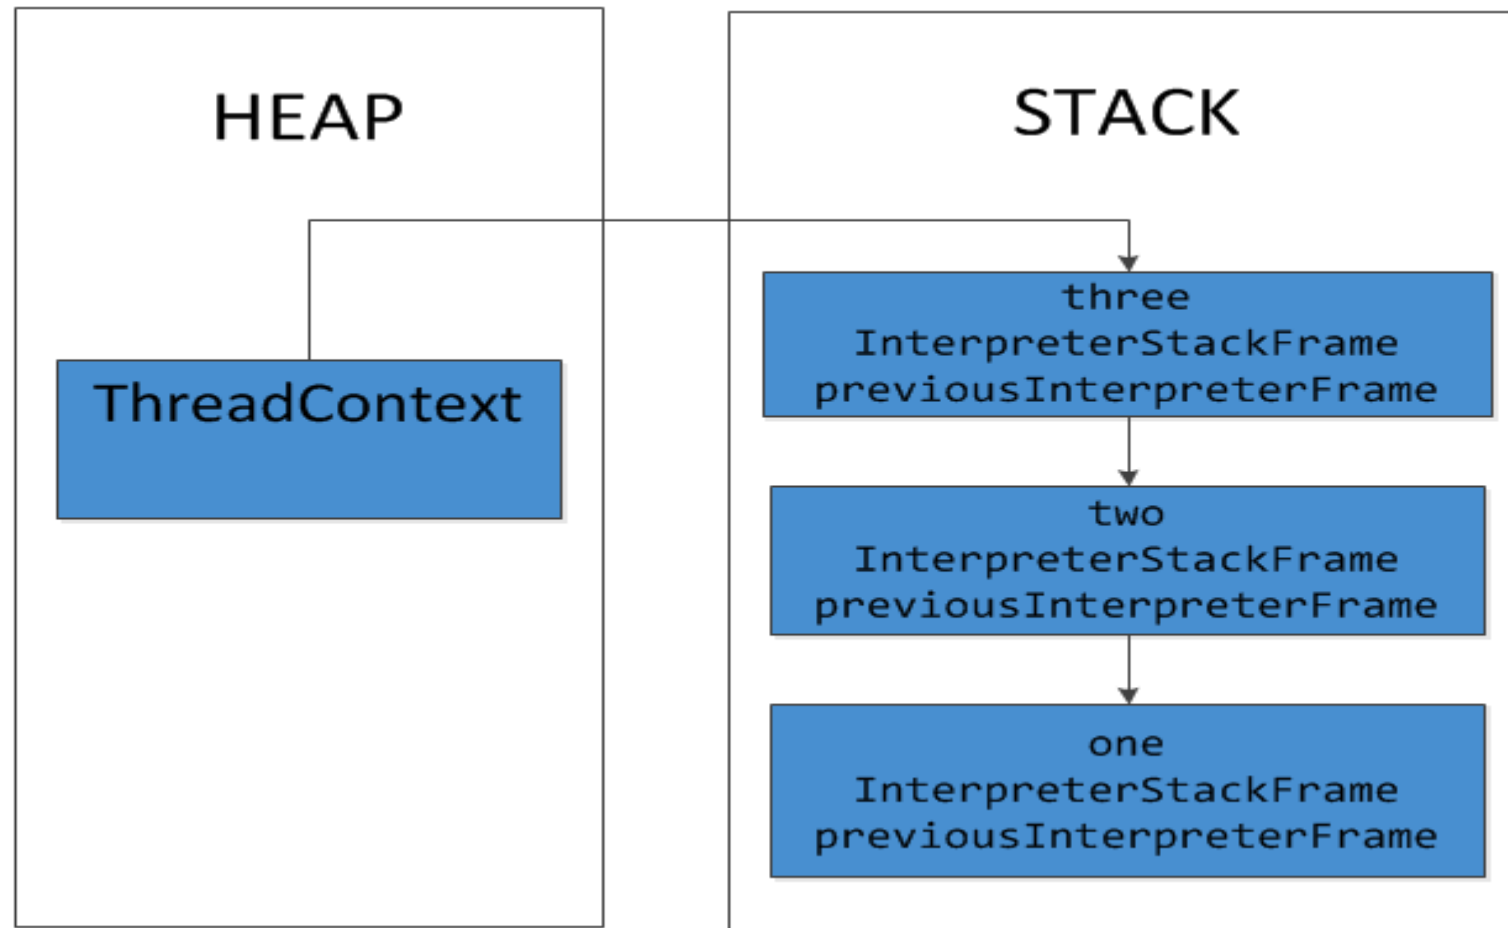 HEAP
ThreadContext
STACK
three
InterpreterStackFrame
previousInterpreterFrame
two
InterpreterStackFrame
previousInterpreterFrame
one
InterpreterStackFrame
previousInterpreterFrame